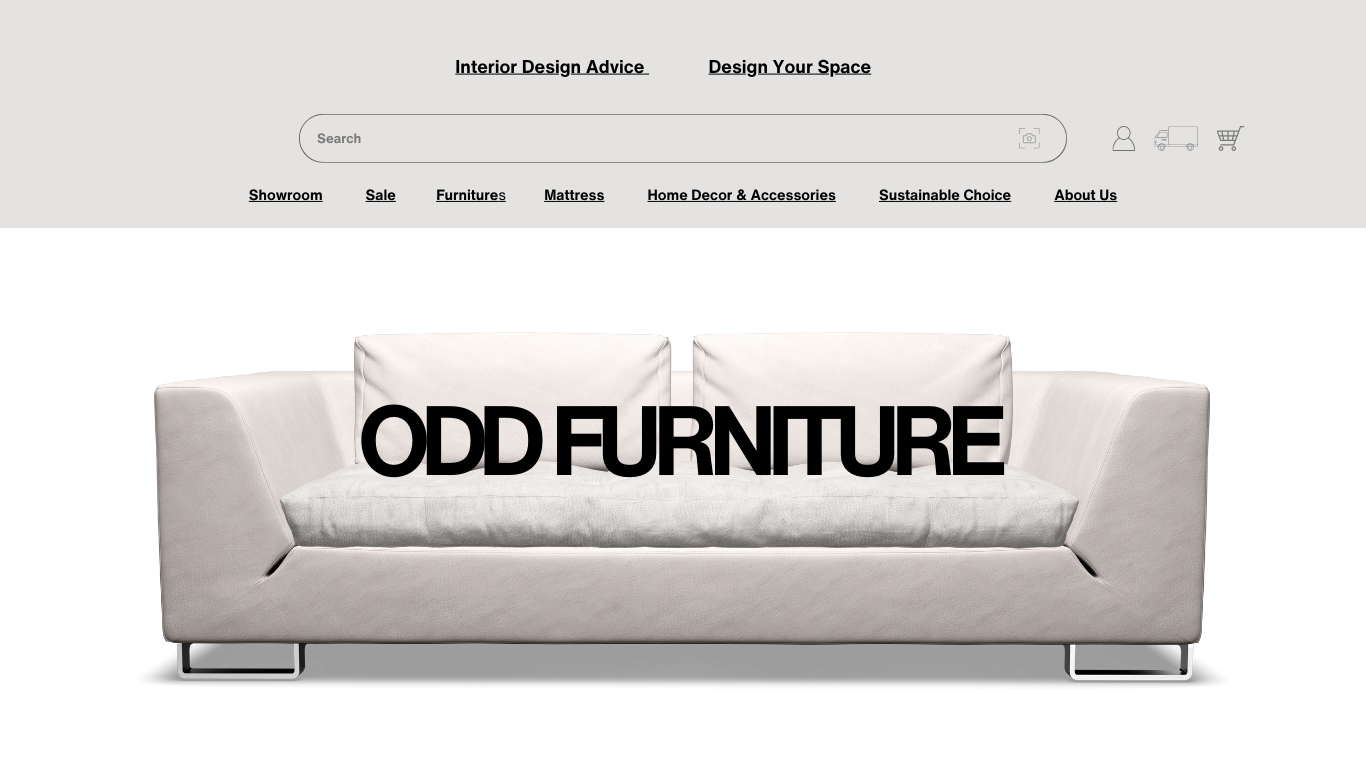 Interior Design Advice Design Your Space
Search
Showroom Sale Furnitures Mattress Home Decor & Accessories Sustainable Choice About Us
ODD FURNITURE